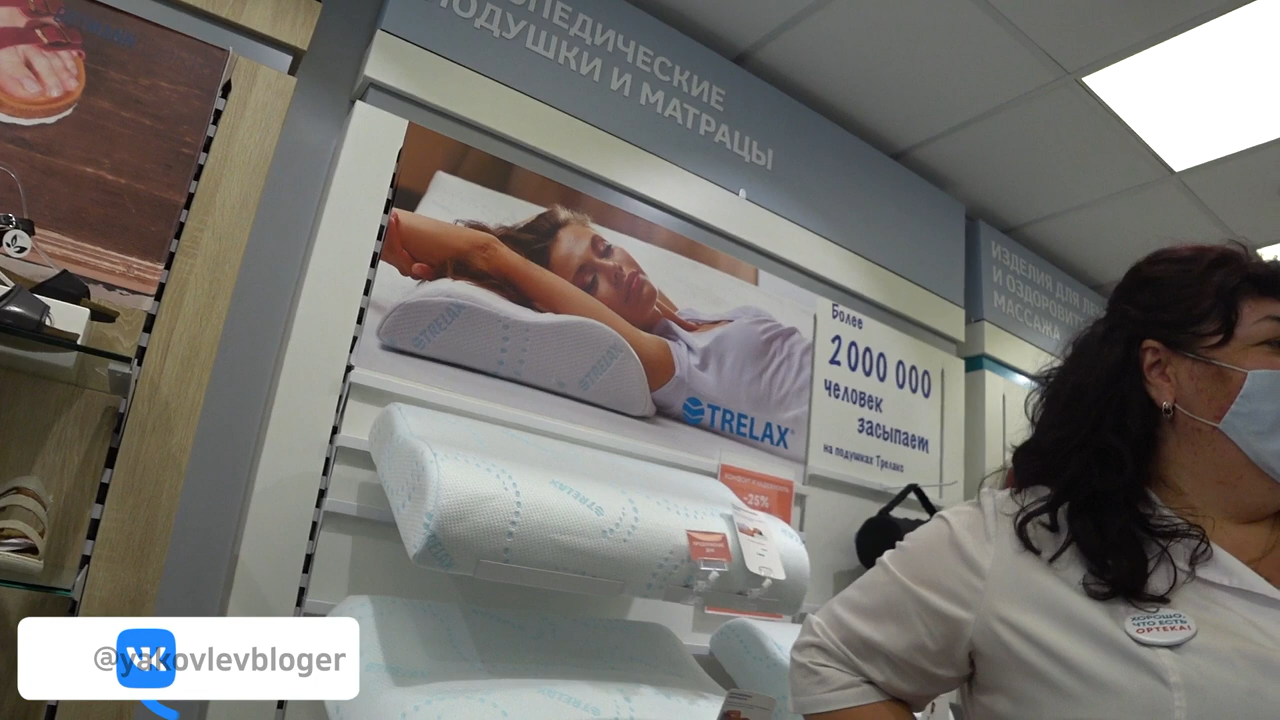 ПОДУШКИ И МАТРАЦЫ
ИЗДЕЛИЯ ДЛЯ
И ОЗДОРОВИТ
МАССАЖА
TRELAX
TRELAX
TRELAX
Более
2 000 000
человек
засыпает
на подушках Трелакс
TRELAX
-25%
ХОРОШО,
ЧТО ЕСТЬ
ОРТЕКА!
@yakovlevbloger